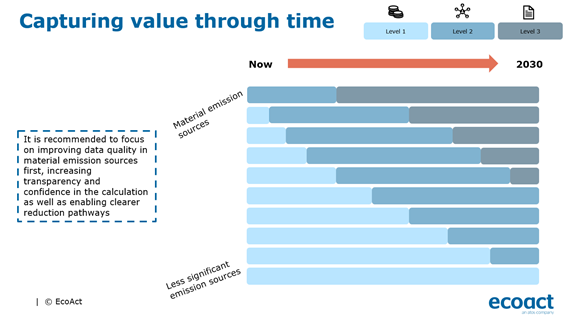 Capturing value through time
Level 1
Level 2
Level 3
Now
2030
Material emission
sources
It is recommended to focus
on improving data quality in
material emission sources
first, increasing
transparency and
confidence in the calculation
as well as enabling clearer
reduction pathways
Less significant
emission sources
| © EcoAct
ecoact
an atos company